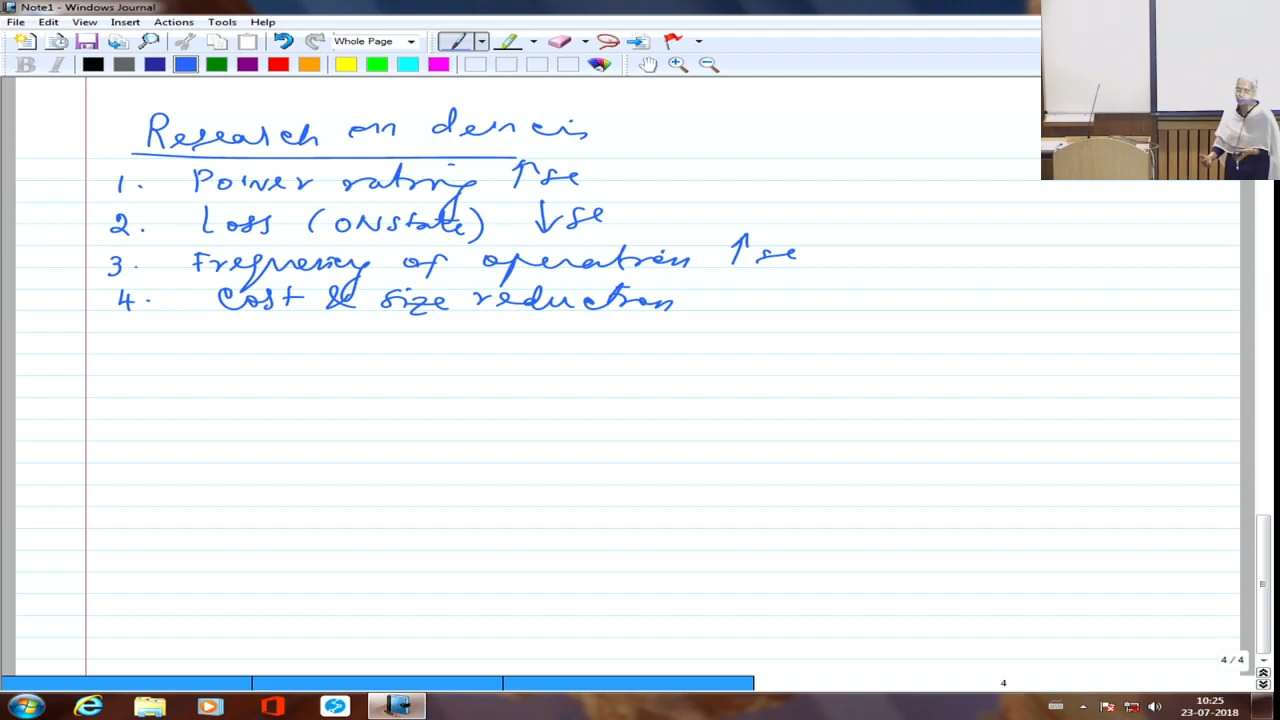 Note1 - Windows Journal
File Edit View Insert Actions Tools Help
Whole Page
Research on devices
1. Power rating ↑se
2. Loss (ON state) ↓se
3. Frequency of operation ↑se
4. Cost & size reduction
4 / 4
4
10:25
23-07-2018